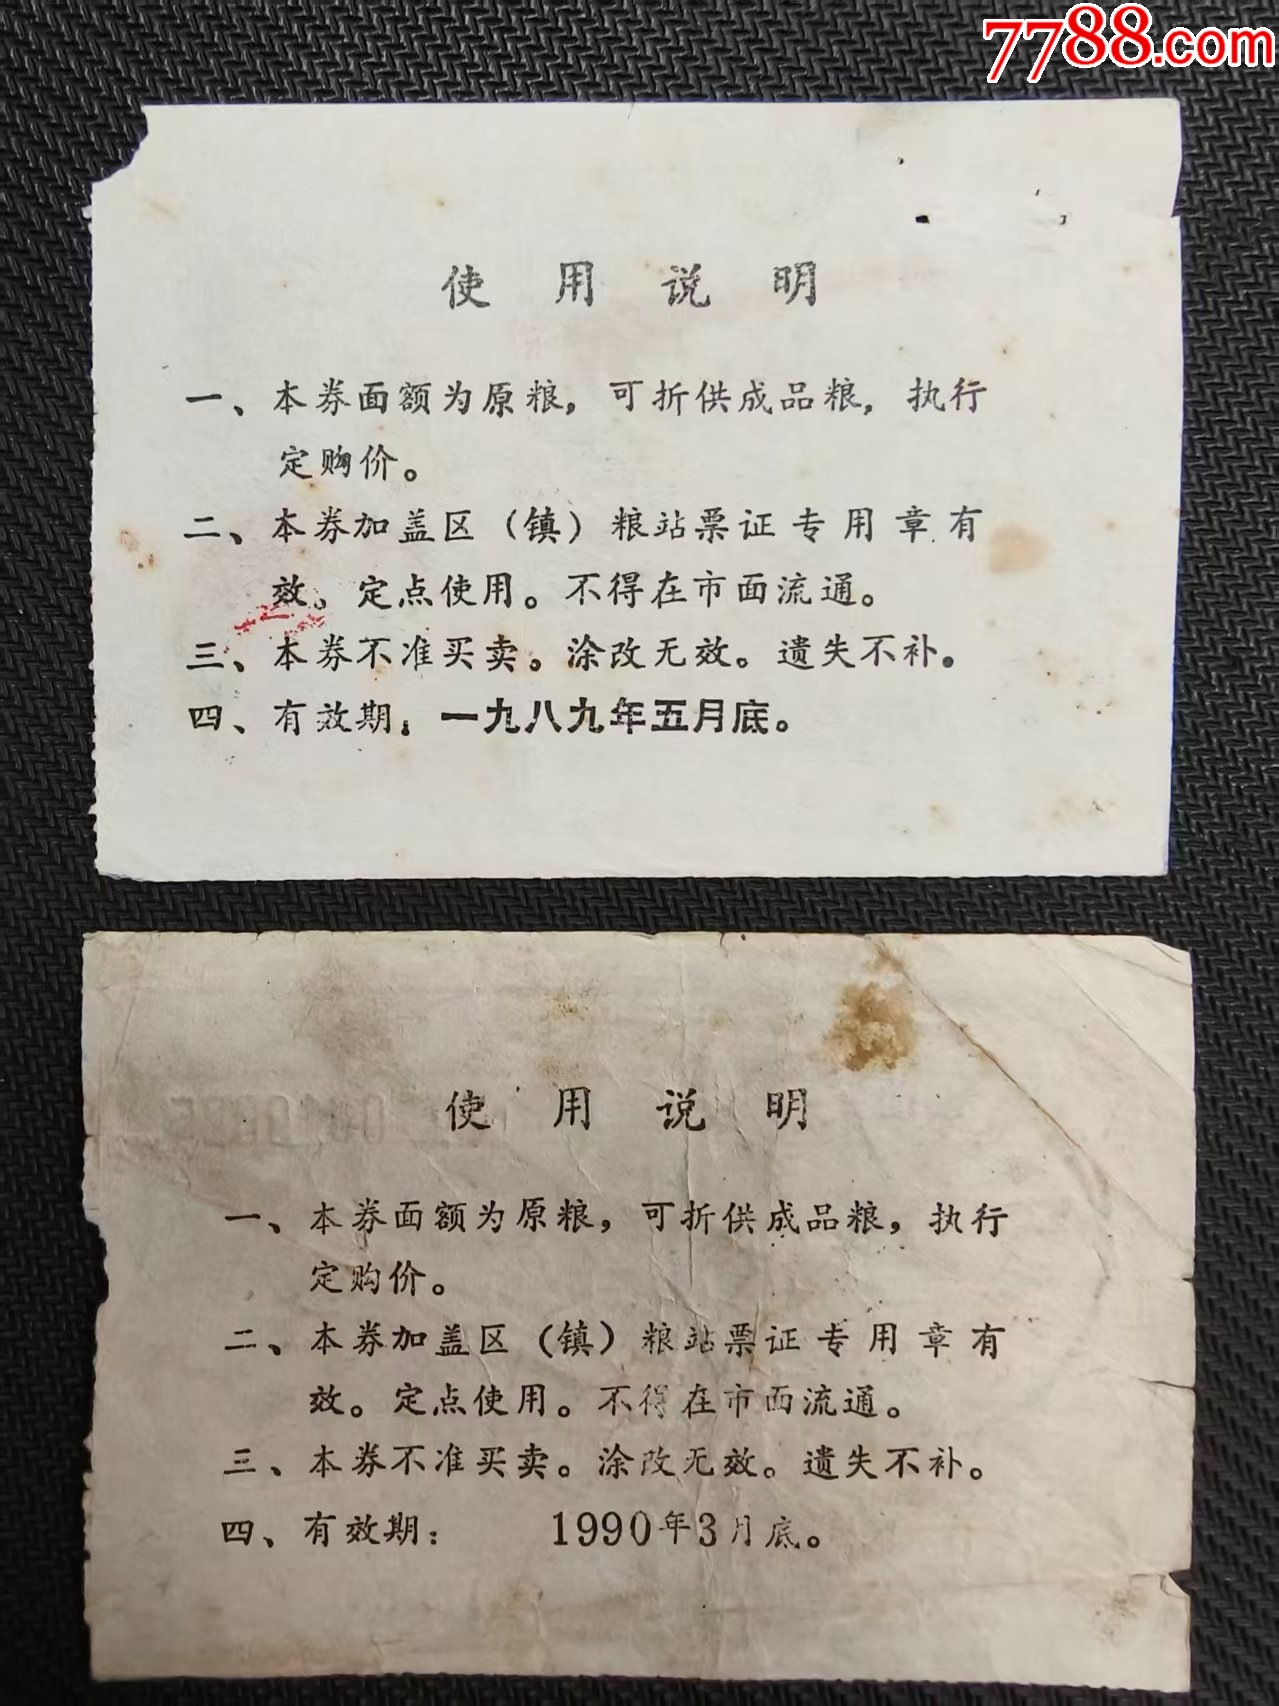 7788.com
使用说明
一、本券面额为原粮，可折供成品粮，执行
定购价。
二、本券加盖区（镇）粮站票证专用章有
效。定点使用。不得在市面流通。
三、本券不准买卖。涂改无效。遗失不补。
四、有效期：一九八九年五月底。
使用说明
一、本券面额为原粮，可折供成品粮，执行
定购价。
二、本券加盖区（镇）粮站票证专用章有
效。定点使用。不得在市面流通。
三、本券不准买卖。涂改无效。遗失不补。
四、有效期：1990年3月底。